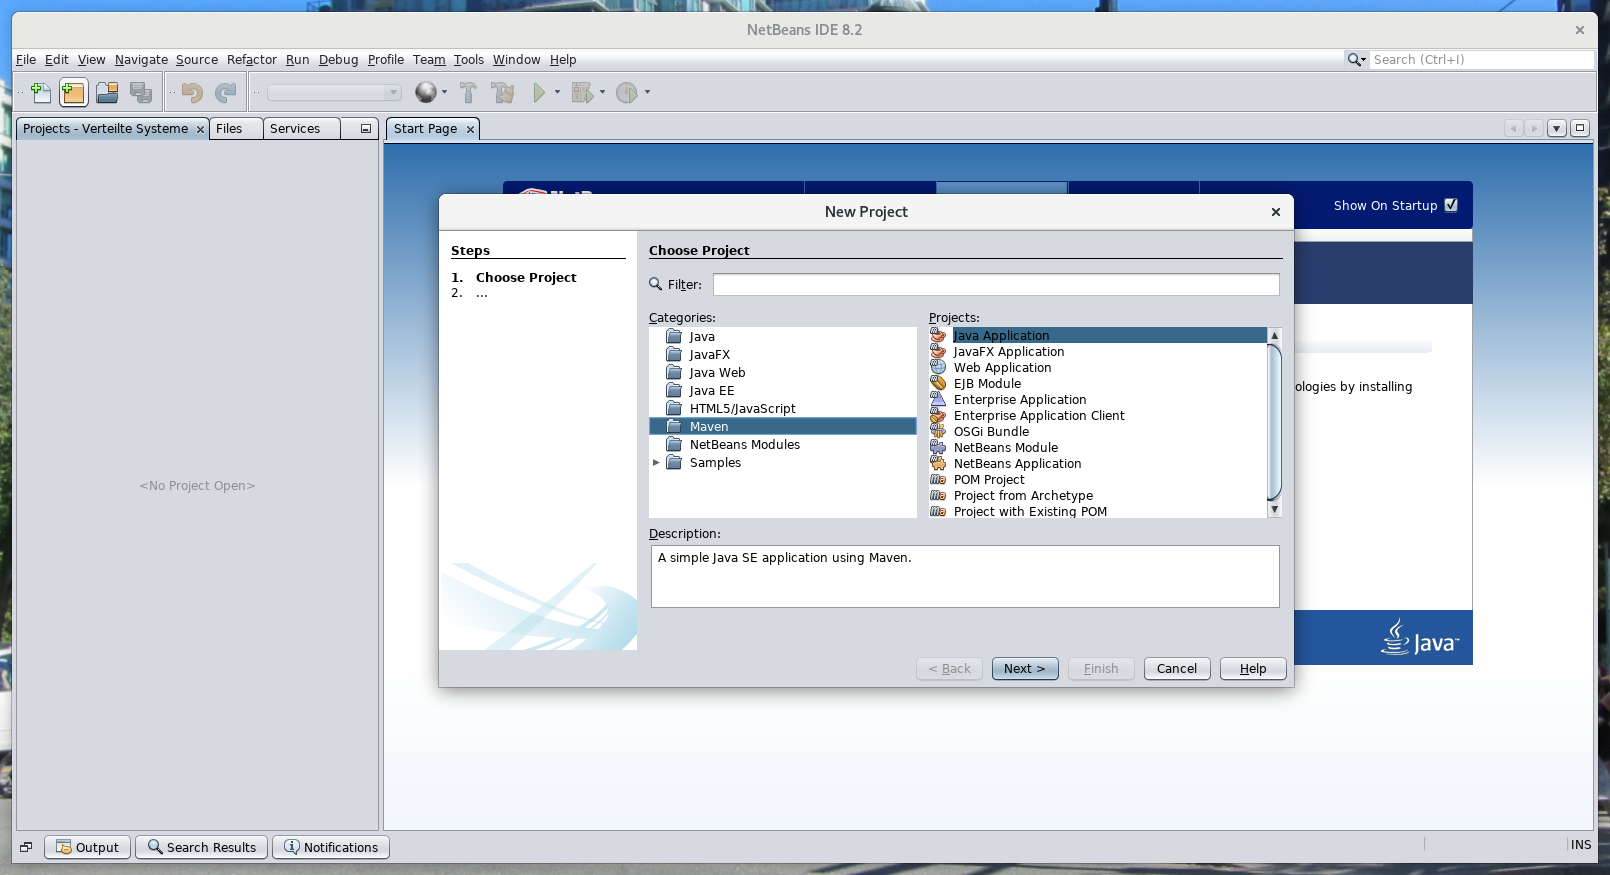 NetBeans IDE 8.2
File Edit View Navigate Source Refactor Run Debug Profile Team Tools Window Help
Search (Ctrl+I)
Projects - Verteilte Systeme
Files
Services
Start Page
Show On Startup
New Project
Steps
1. Choose Project
2. ...
Choose Project
Filter:
Categories:
Java
JavaFX
Java Web
Java EE
HTML5/JavaScript
Maven
NetBeans Modules
Samples
Projects:
Java Application
JavaFX Application
Web Application
EJB Module
Enterprise Application
Enterprise Application Client
OSGi Bundle
NetBeans Module
NetBeans Application
POM Project
Project from Archetype
Project with Existing POM
Description:
A simple Java SE application using Maven.
< Back
Next >
Finish
Cancel
Help
<No Project Open>
ologies by installing
Java™
Output
Search Results
Notifications
INS